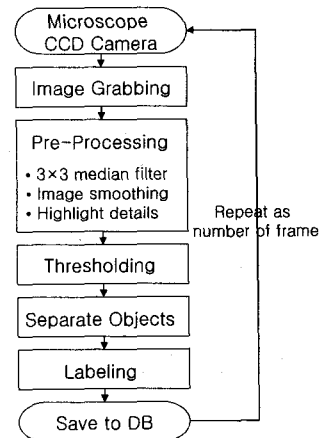 Microscope
CCD Camera
Image Grabbing
Pre-Processing
• 3×3 median filter
• Image smoothing
• Highlight details
Repeat as
number of frame
Thresholding
Separate Objects
Labeling
Save to DB